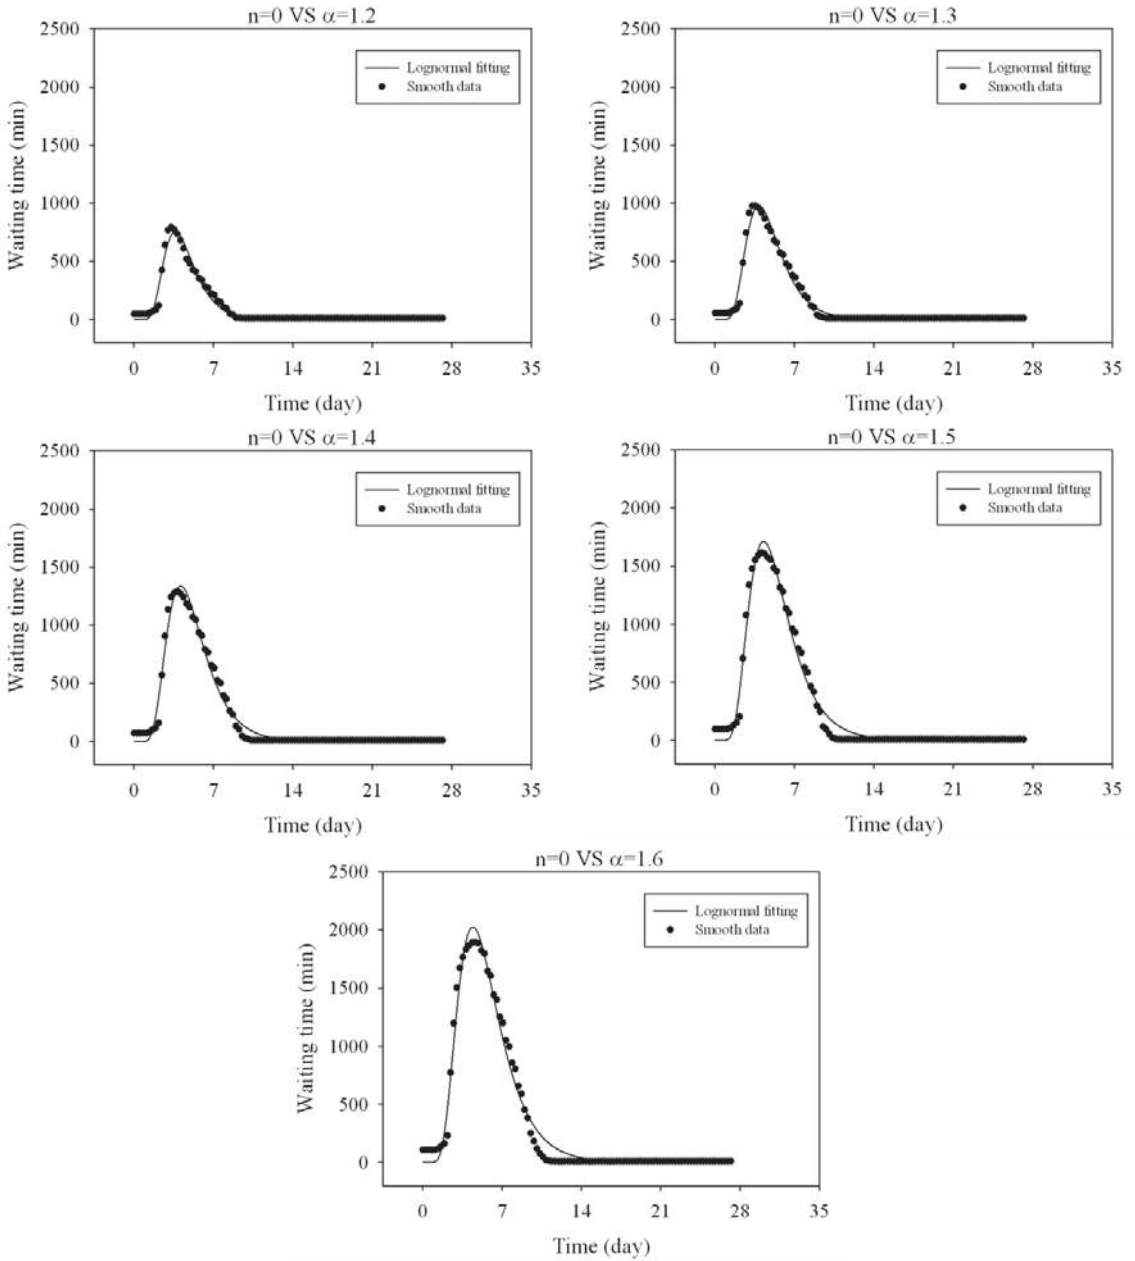 n=0 VS α=1.2
2500
2000
1500
1000
500
0
Waiting time (min)
Lognormal fitting
Smooth data
0 7 14 21 28 35
Time (day)
n=0 VS α=1.3
2500
2000
1500
1000
500
0
Waiting time (min)
Lognormal fitting
Smooth data
0 7 14 21 28 35
Time (day)
n=0 VS α=1.4
2500
2000
1500
1000
500
0
Waiting time (min)
Lognormal fitting
Smooth data
0 7 14 21 28 35
Time (day)
n=0 VS α=1.5
2500
2000
1500
1000
500
0
Waiting time (min)
Lognormal fitting
Smooth data
0 7 14 21 28 35
Time (day)
n=0 VS α=1.6
2500
2000
1500
1000
500
0
Waiting time (min)
Lognormal fitting
Smooth data
0 7 14 21 28 35
Time (day)